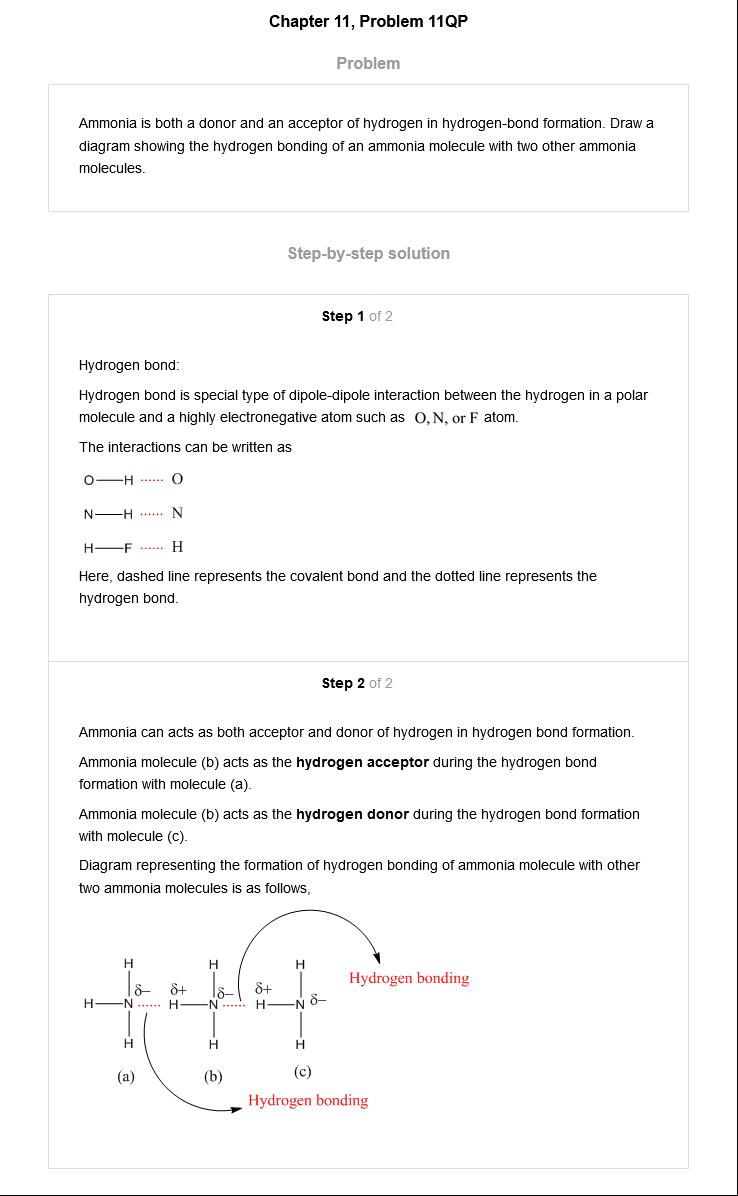 Chapter 11, Problem 11QP
Problem
Ammonia is both a donor and an acceptor of hydrogen in hydrogen-bond formation. Draw a
diagram showing the hydrogen bonding of an ammonia molecule with two other ammonia
molecules.
Step-by-step solution
Step 1 of 2
Hydrogen bond:
Hydrogen bond is special type of dipole-dipole interaction between the hydrogen in a polar
molecule and a highly electronegative atom such as O, N, or F atom.
The interactions can be written as
O—H ...... O
N—H ...... N
H—F ...... H
Here, dashed line represents the covalent bond and the dotted line represents the
hydrogen bond.
Step 2 of 2
Ammonia can acts as both acceptor and donor of hydrogen in hydrogen bond formation.
Ammonia molecule (b) acts as the hydrogen acceptor during the hydrogen bond
formation with molecule (a).
Ammonia molecule (b) acts as the hydrogen donor during the hydrogen bond formation
with molecule (c).
Diagram representing the formation of hydrogen bonding of ammonia molecule with other
two ammonia molecules is as follows,
H H H
Hydrogen bonding
δ− δ+ δ− δ+ δ−
H—N ...... H—N ...... H—N
H H H
(a) (b) (c)
Hydrogen bonding